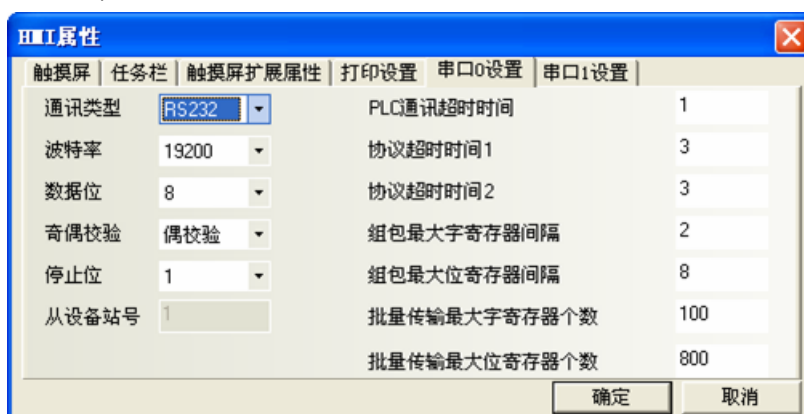 HMI属性
触摸屏 任务栏 触摸屏扩展属性 打印设置 串口0设置 串口1设置
通讯类型 RS232 PLC通讯超时时间 1
波特率 19200 协议超时时间1 3
数据位 8 协议超时时间2 3
奇偶校验 偶校验 组包最大字寄存器间隔 2
停止位 1 组包最大位寄存器间隔 8
从设备站号 1 批量传输最大字寄存器个数 100
批量传输最大位寄存器个数 800
确定 取消